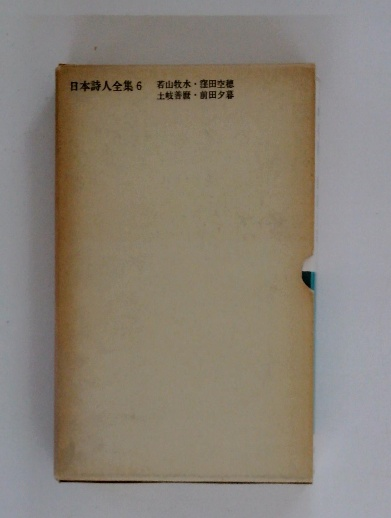 日本詩人全集6
若山牧水・窪田空穂
土岐善麿・前田夕暮